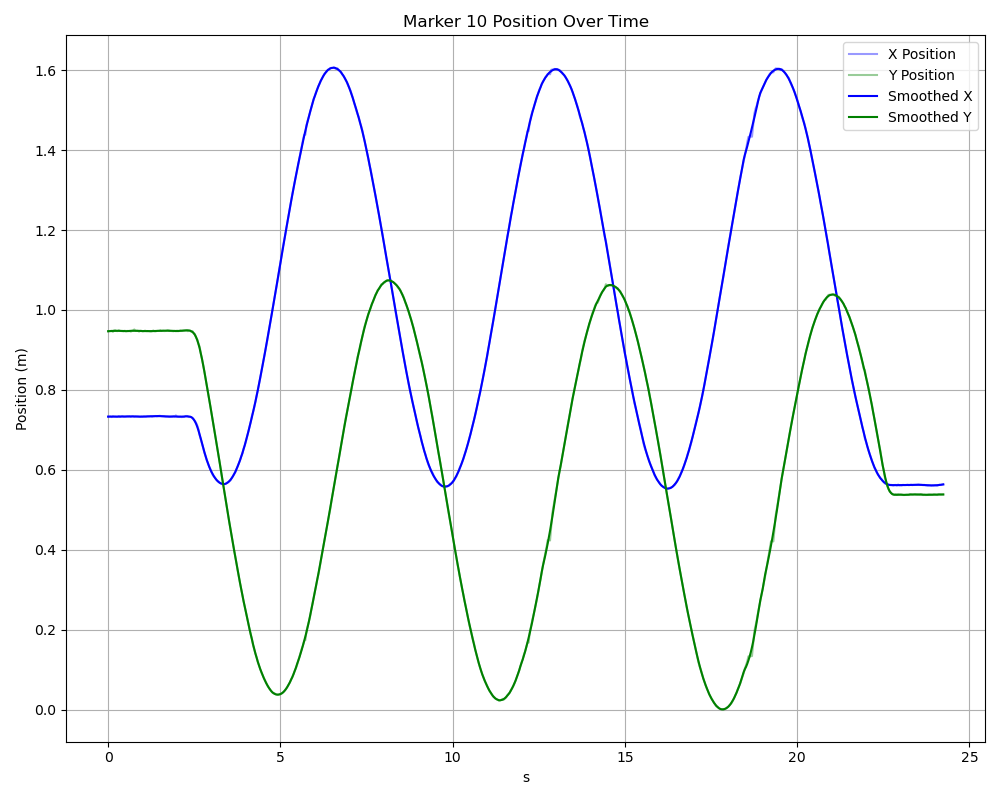 Marker 10 Position Over Time
X Position
Y Position
Smoothed X
Smoothed Y
Position (m)
1.6
1.4
1.2
1.0
0.8
0.6
0.4
0.2
0.0
0 5 10 15 20 25
s